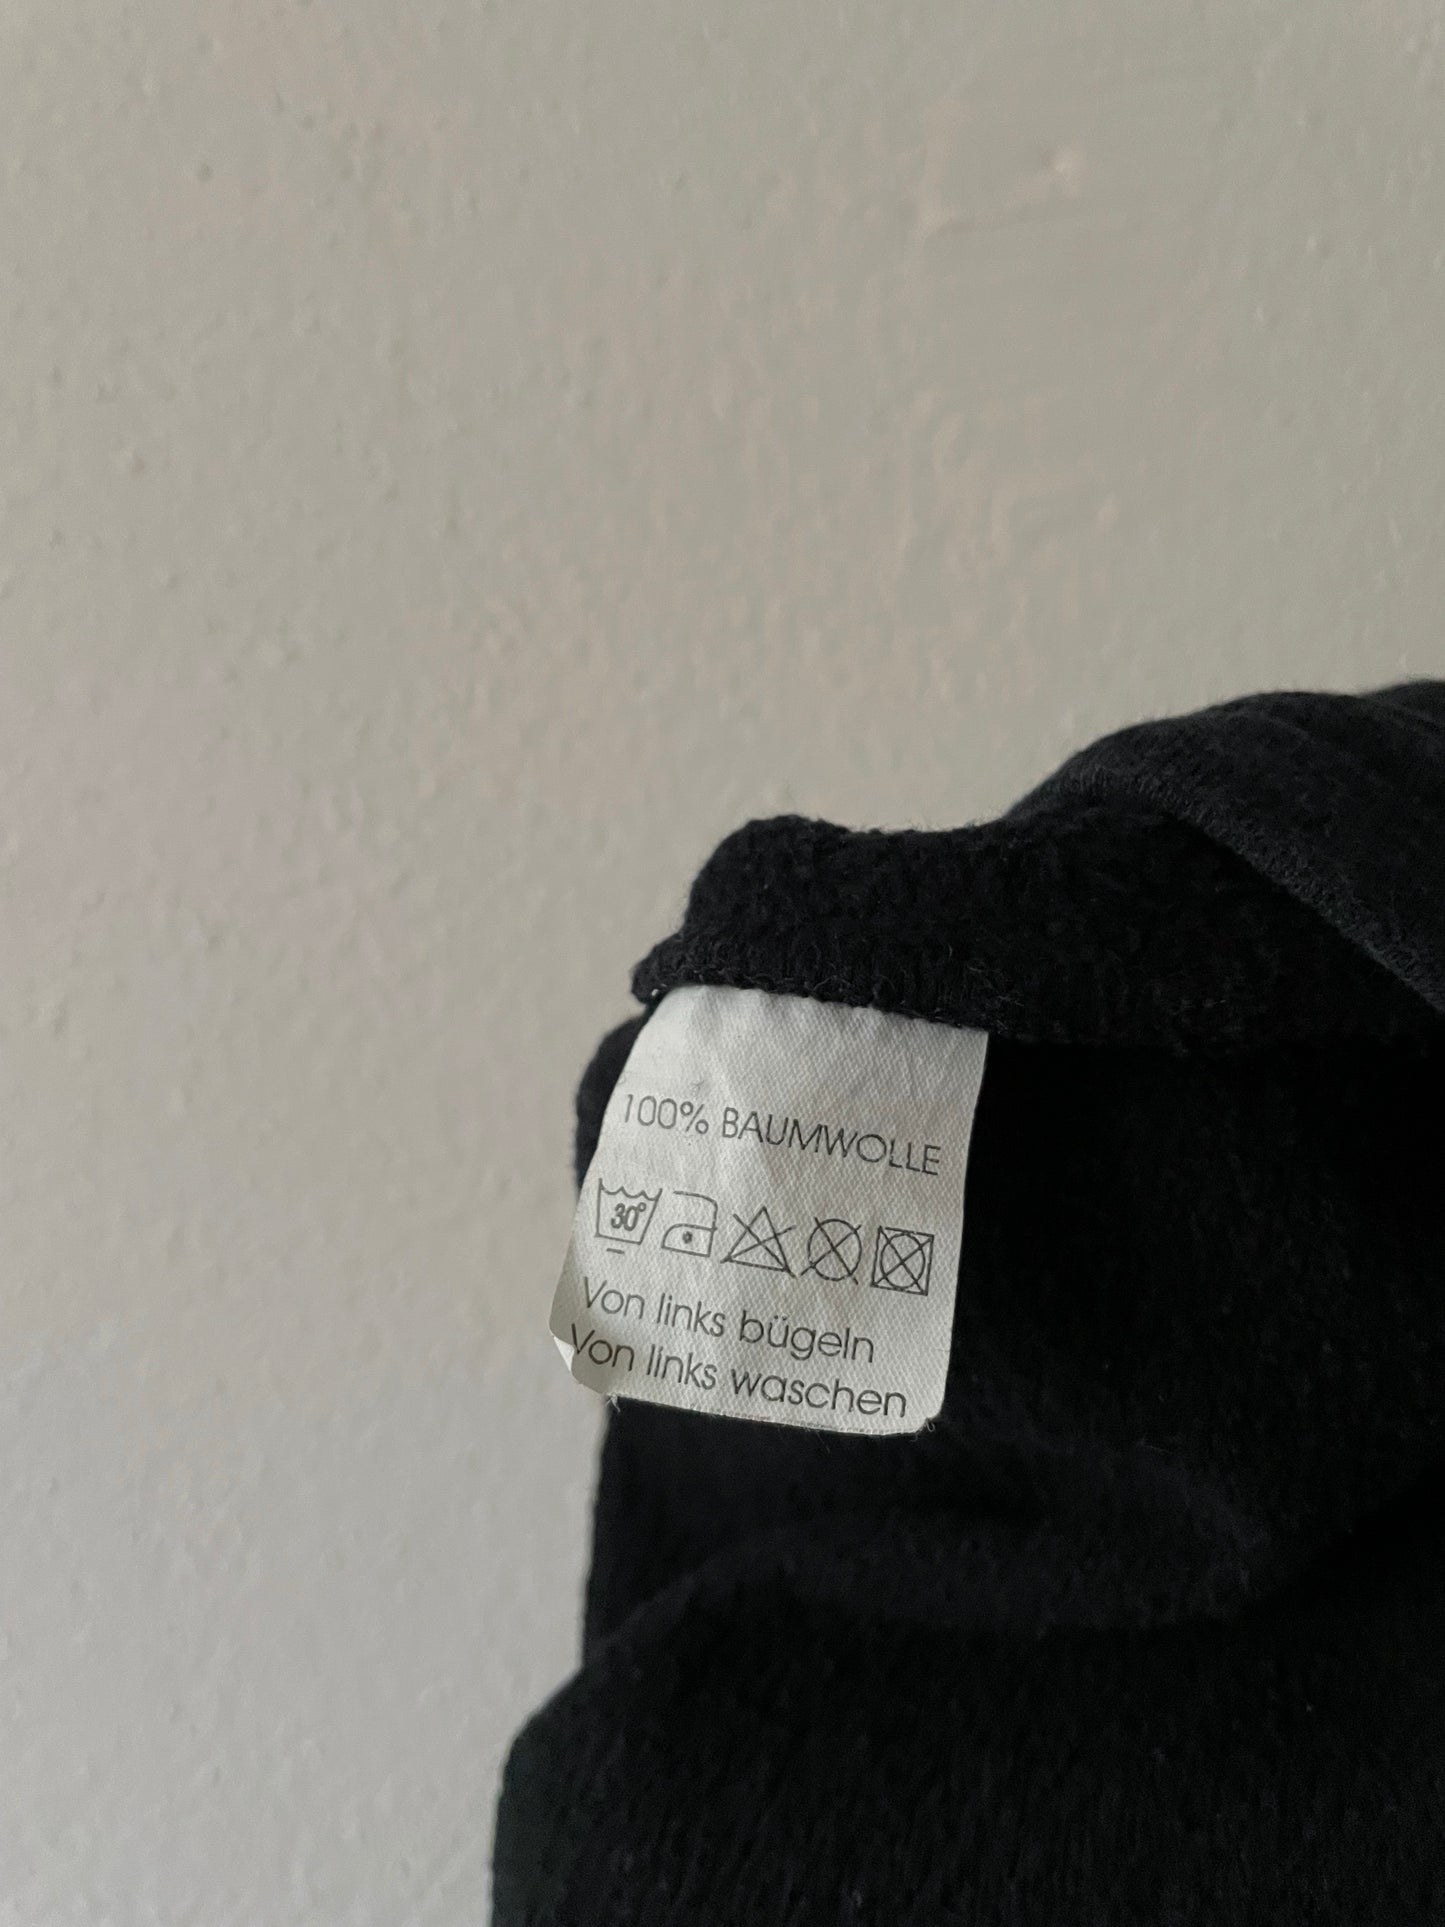 100% BAUMWOLLE
30°
Von links bügeln
Von links waschen